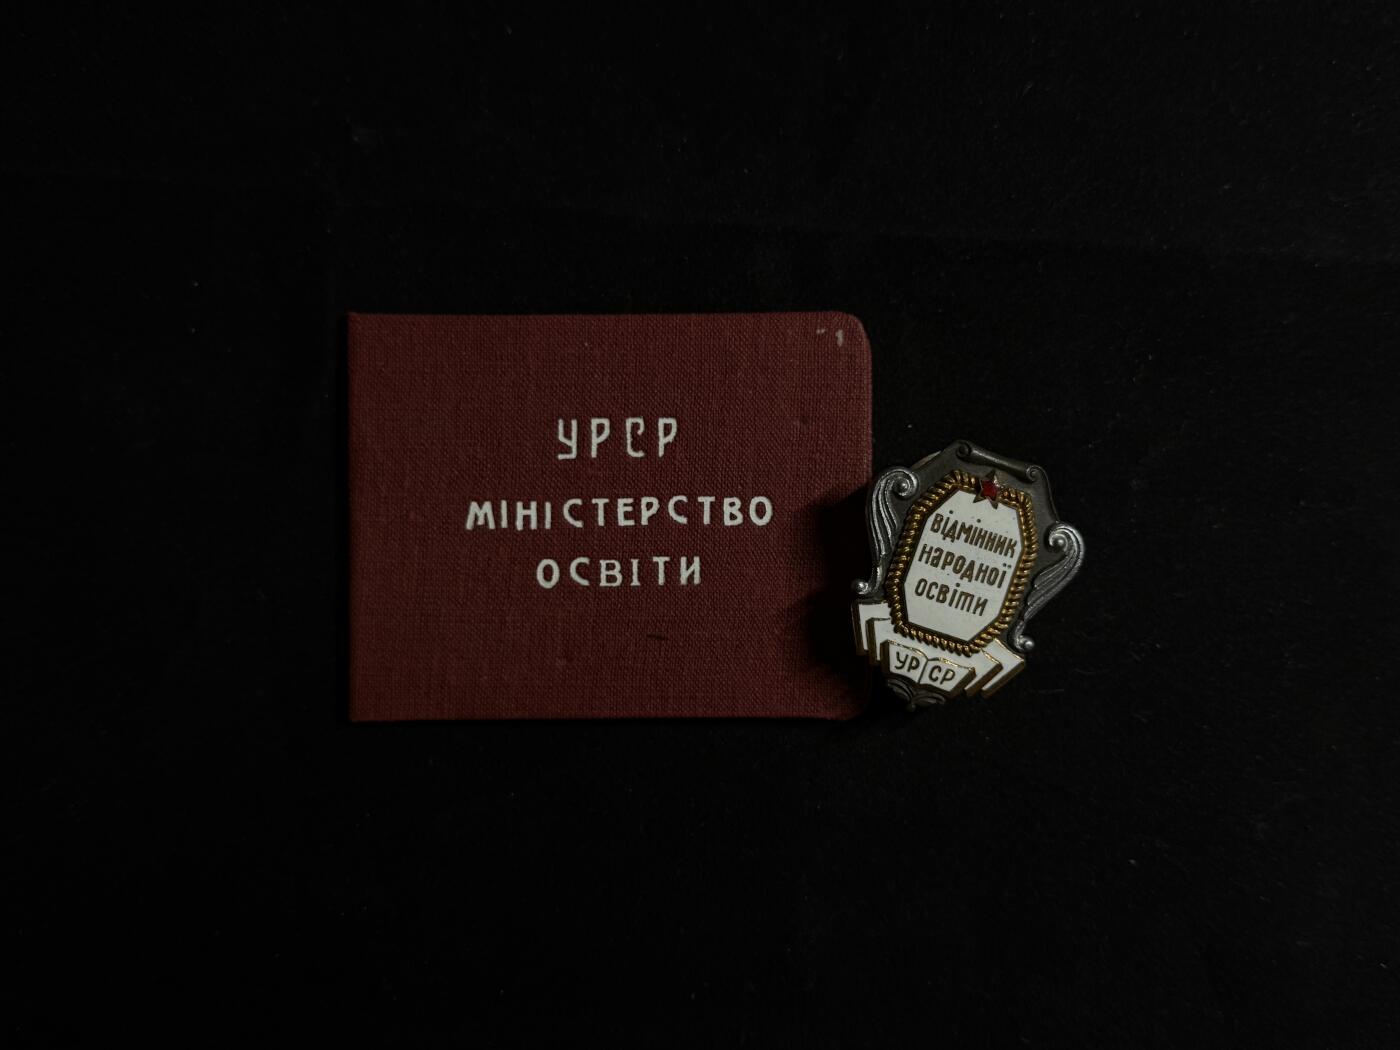 УРСР
МІНІСТЕРСТВО
ОСВІТИ
ВІДМІННИК
НАРОДНОЇ
ОСВІТИ
УРСР